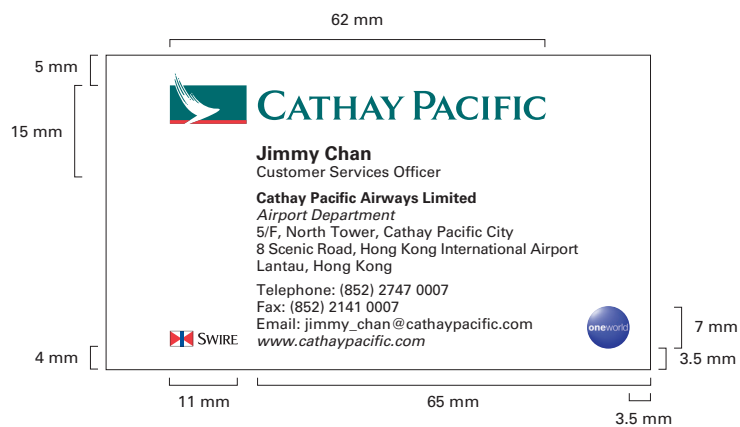 62 mm
5 mm
15 mm
CATHAY PACIFIC
Jimmy Chan
Customer Services Officer
Cathay Pacific Airways Limited
Airport Department
5/F, North Tower, Cathay Pacific City
8 Scenic Road, Hong Kong International Airport
Lantau, Hong Kong
Telephone: (852) 2747 0007
Fax: (852) 2141 0007
Email: jimmy_chan@cathaypacific.com
www.cathaypacific.com
SWIRE
oneworld
7 mm
4 mm
3.5 mm
11 mm
65 mm
3.5 mm